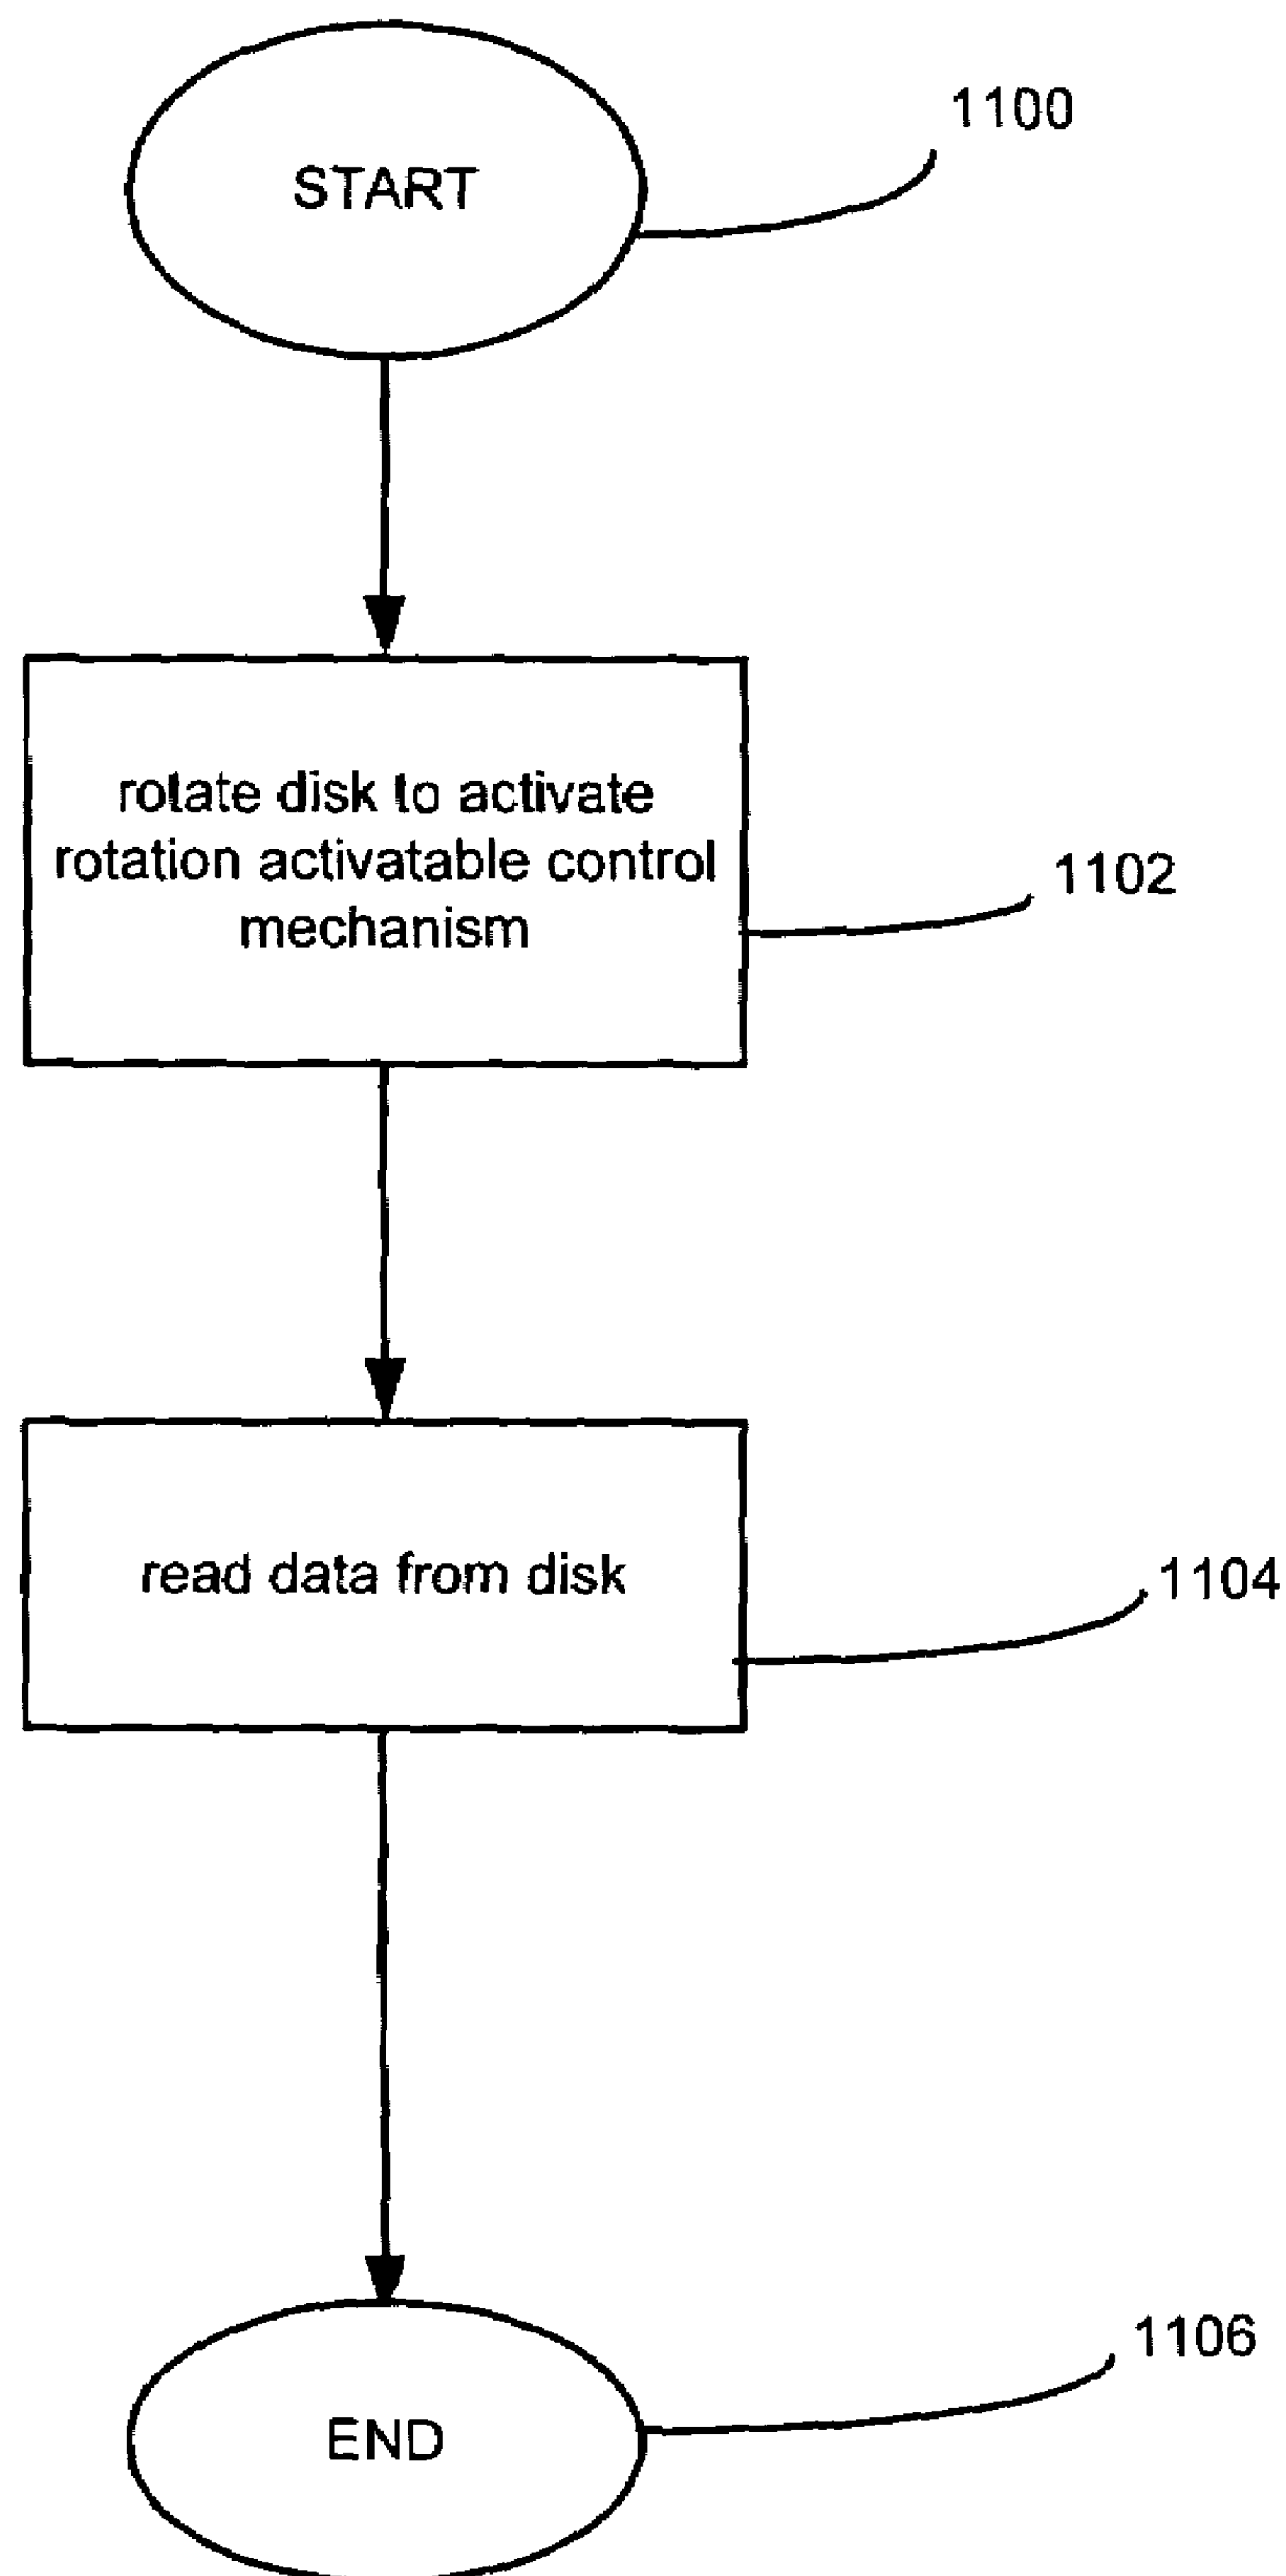 START
1100
rotate disk to activate
rotation activatable control
mechanism
1102
read data from disk
1104
END
1106